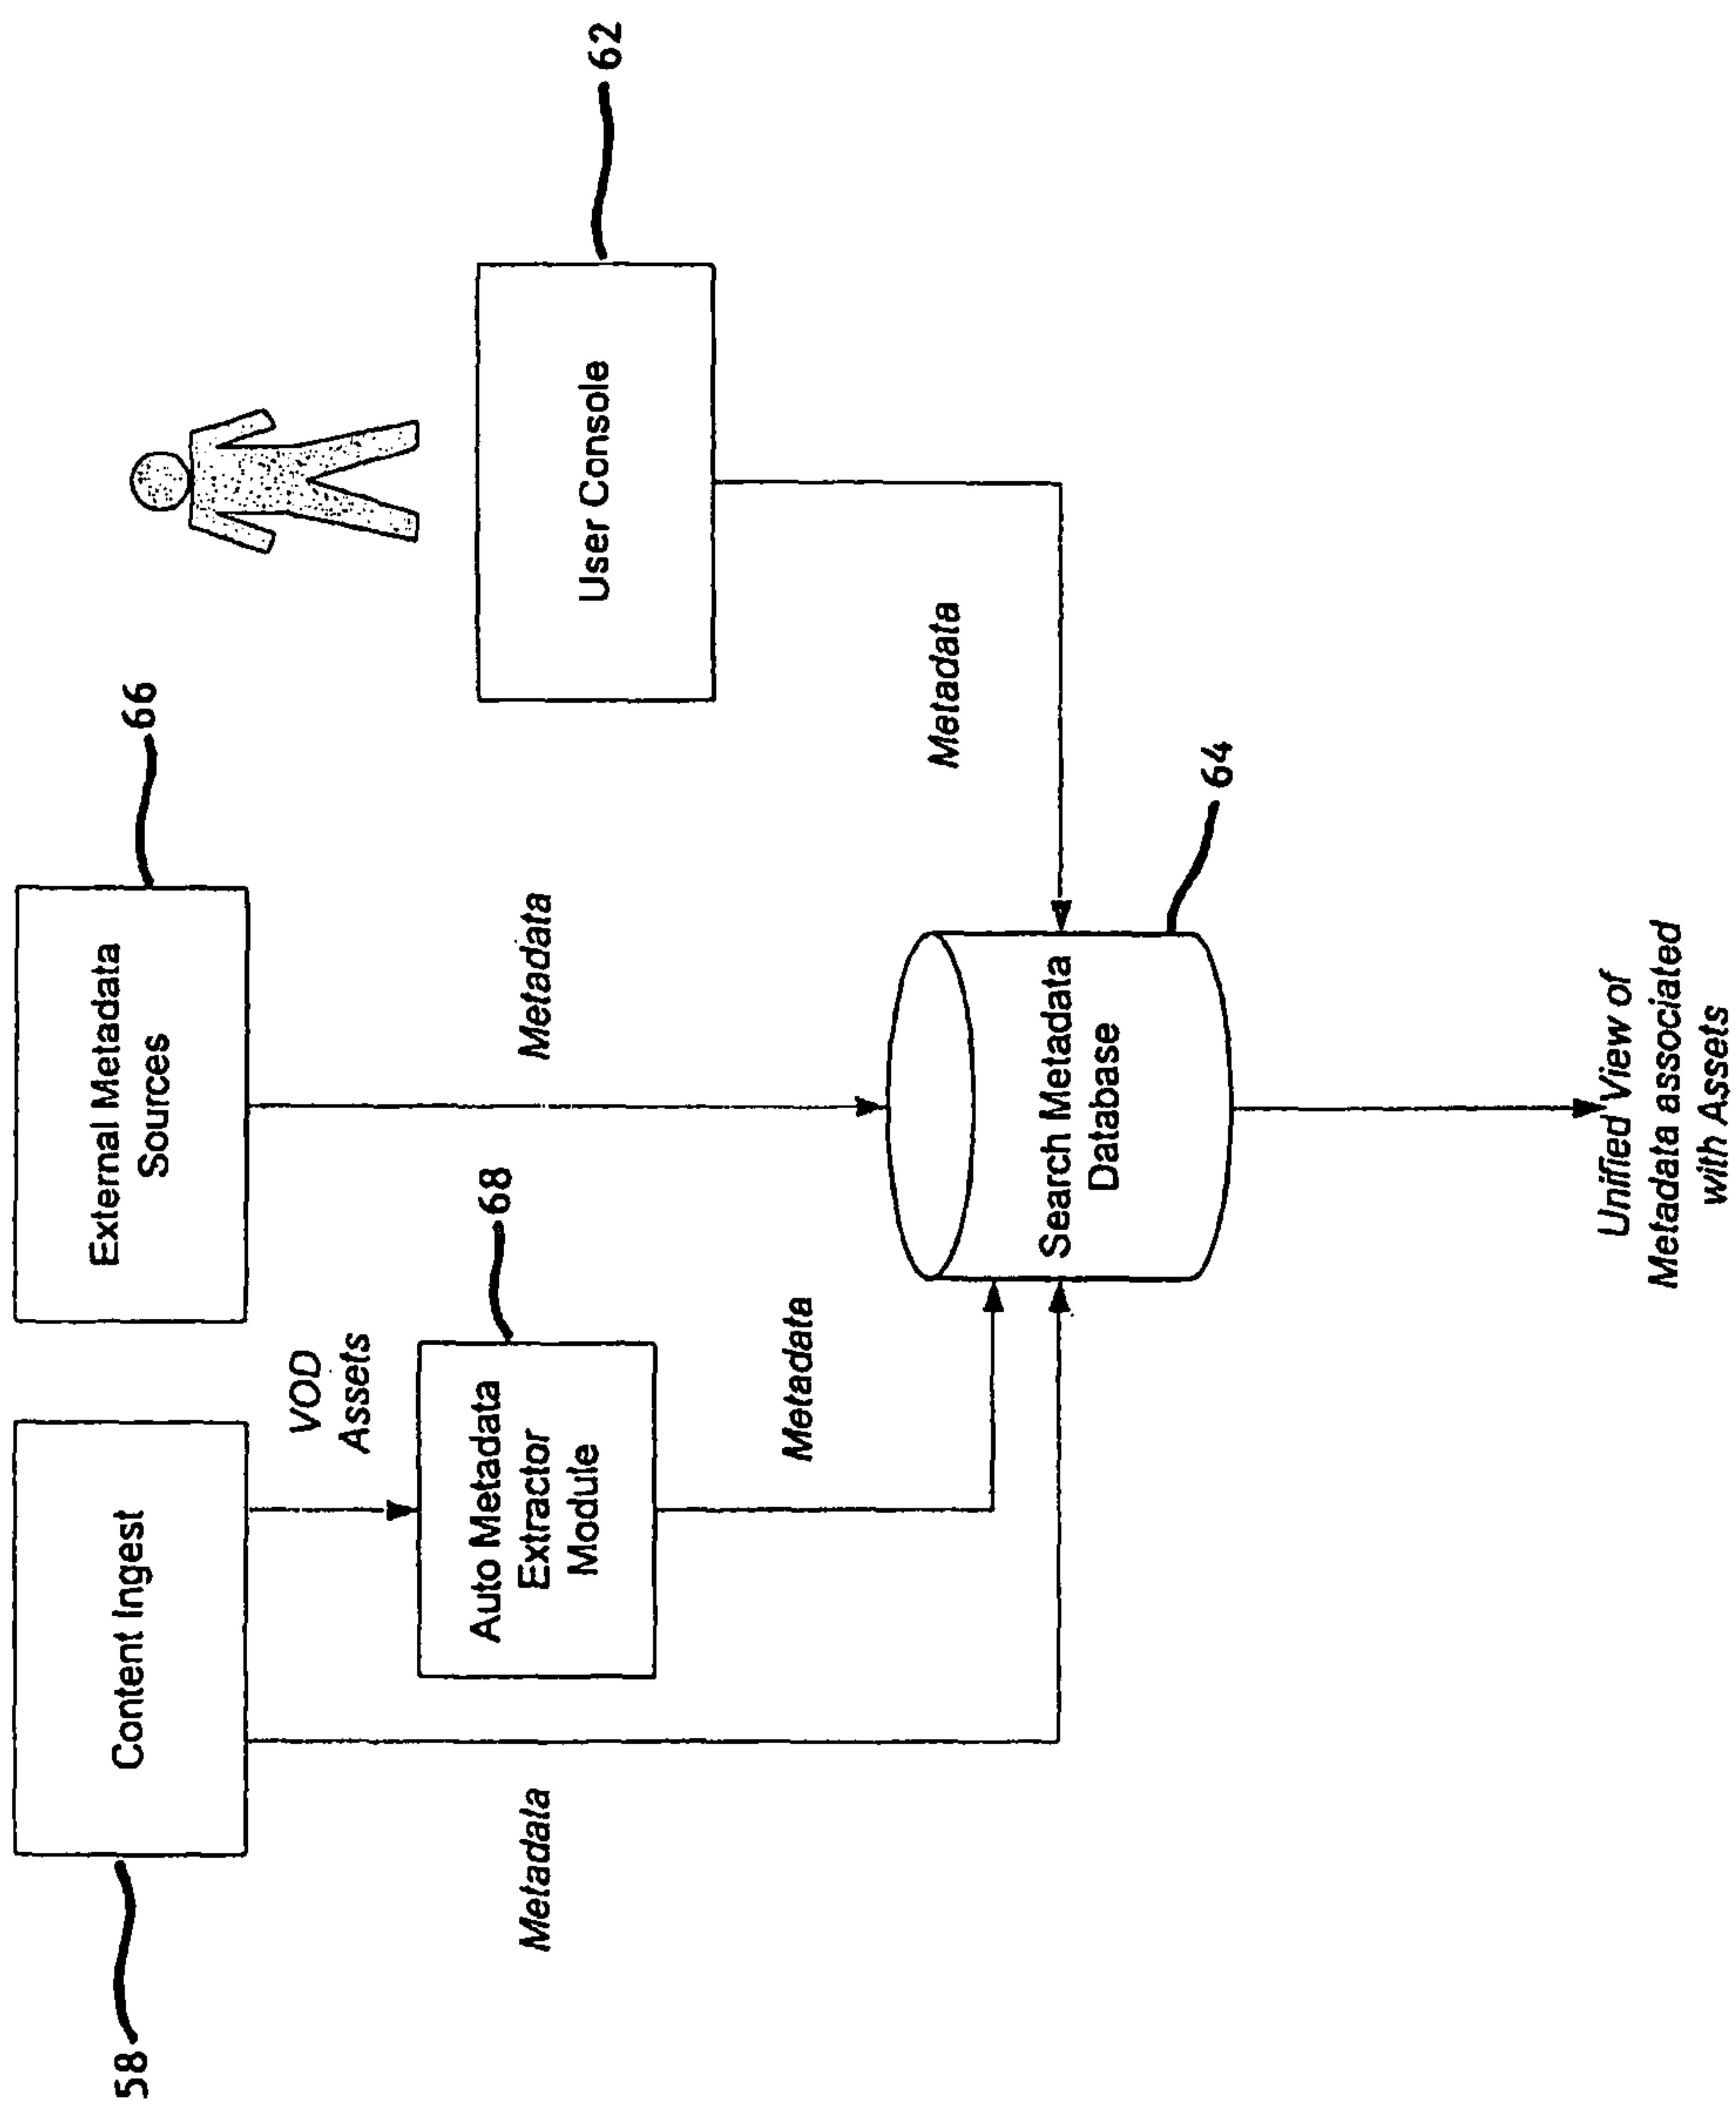 58
Content Ingest
External Metadata
Sources
66
62
VOD
Assets
Auto Metadata
Extractor
Module
68
User Console
Metadata
Metadata
Metadata
Metadata
Search Metadata
Database
64
Unified View of
Metadata associated
with Assets